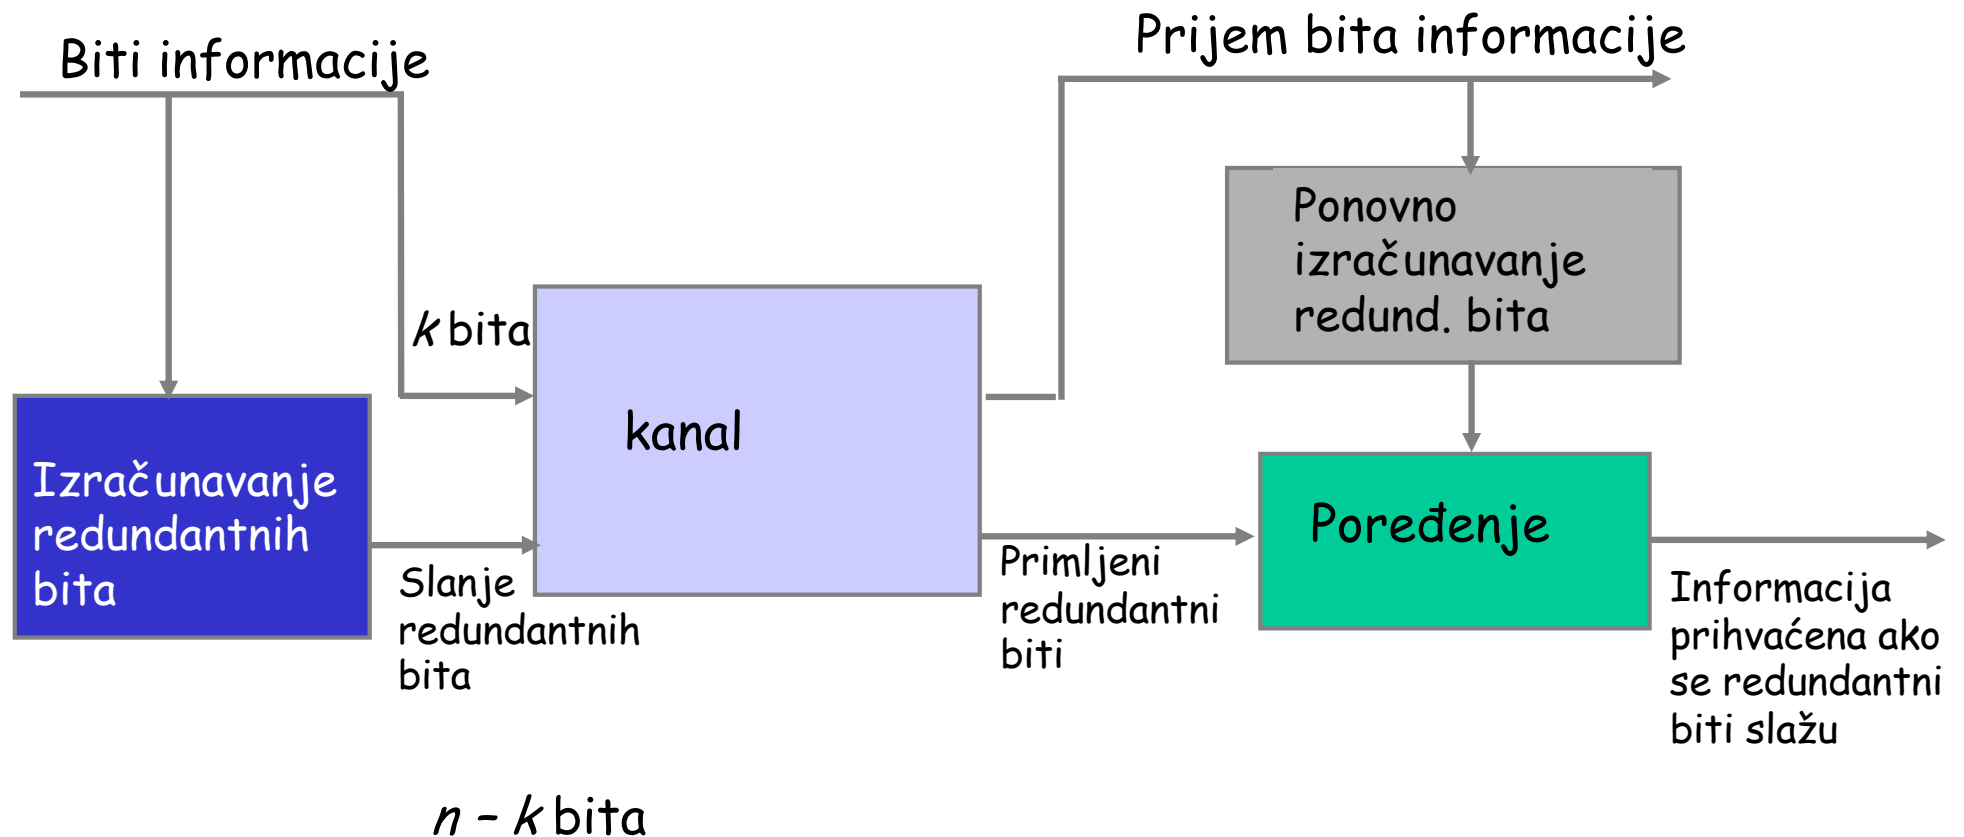 Biti informacije
Prijem bita informacije
Ponovno
izračunavanje
redund. bita
k bita
kanal
Izračunavanje
redundantnih
bita
Slanje
redundantnih
bita
Primljeni
redundantni
biti
Poređenje
Informacija
prihvaćena ako
se redundantni
biti slažu
n – k bita